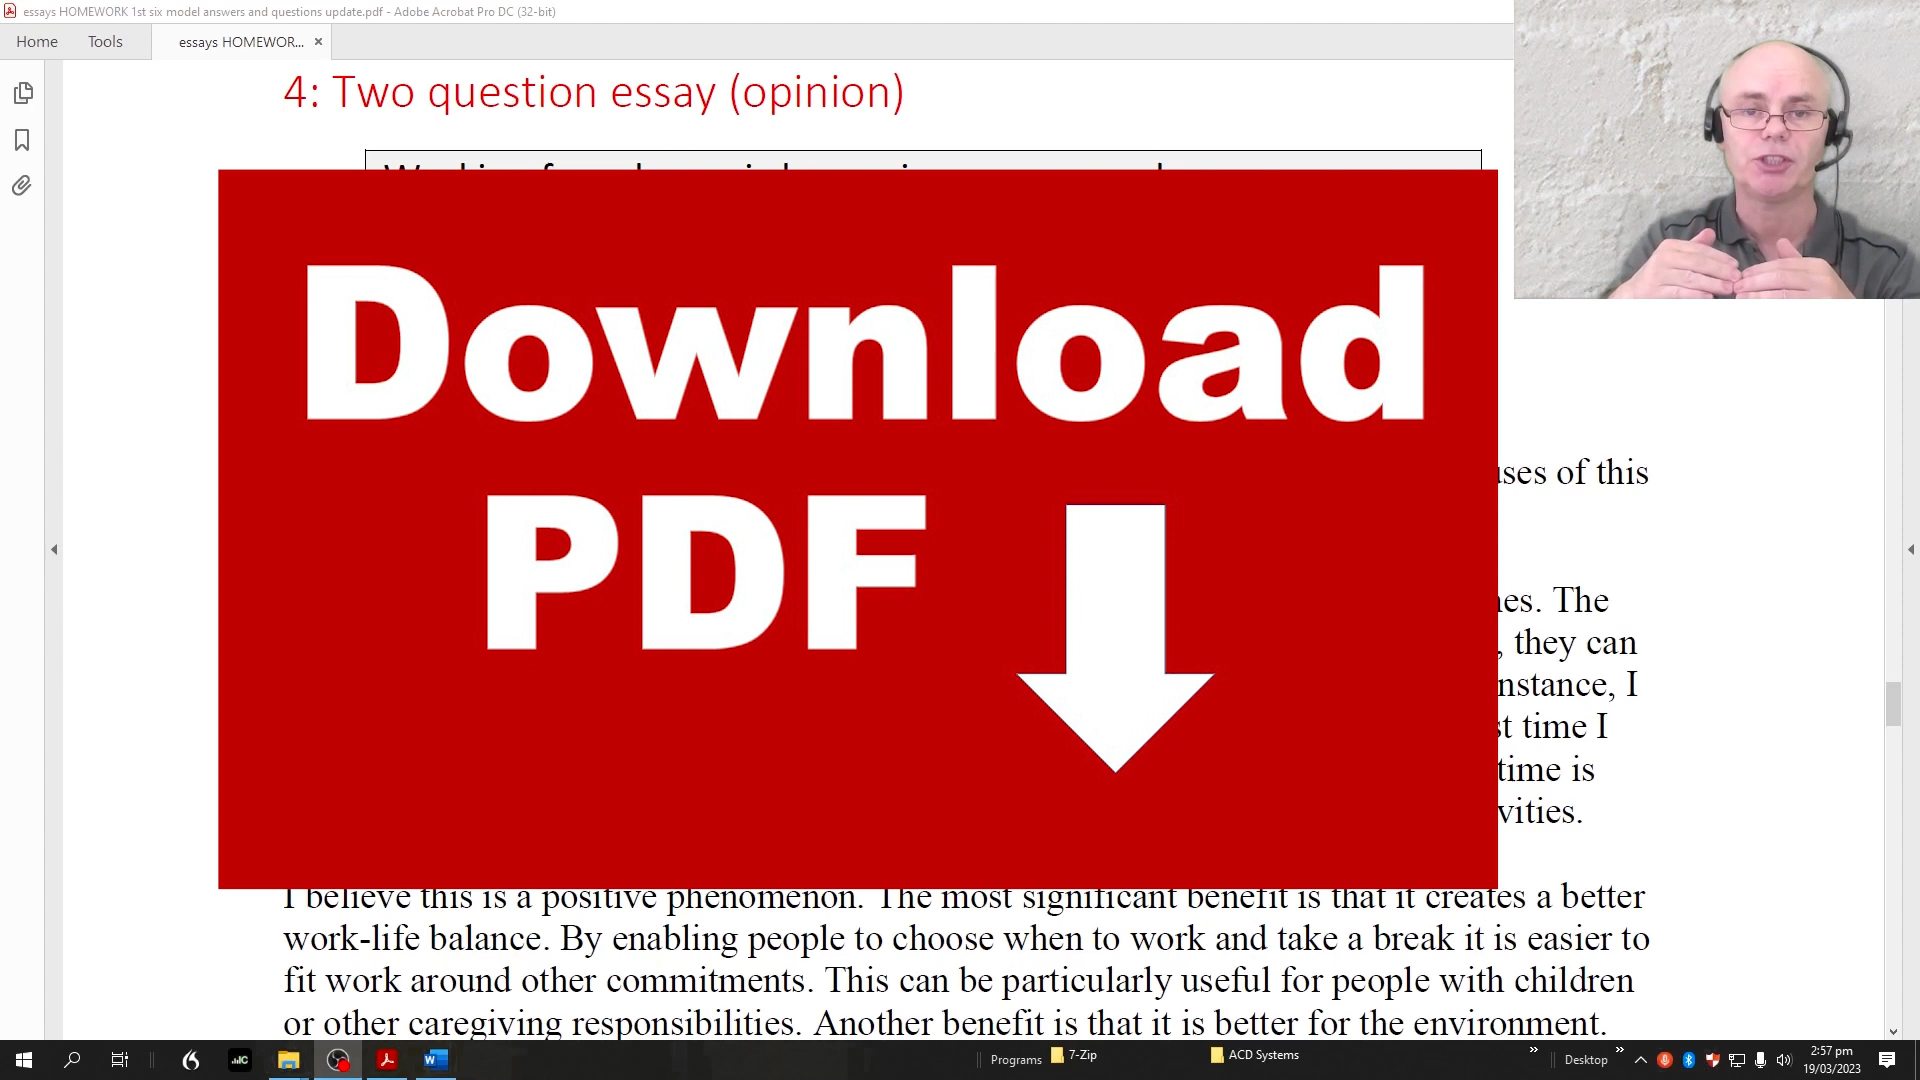 essays HOMEWORK 1st six model answers and questions update.pdf - Adobe Acrobat Pro DC (32-bit)
Home Tools essays HOMEWOR... ×
4: Two question essay (opinion)
Download
PDF
of this
The
, they can
I
time I
time is
I believe this is a positive phenomenon. The most significant benefit is that it creates a better
work-life balance. By enabling people to choose when to work and take a break it is easier to
fit work around other commitments. This can be particularly useful for people with children
or other caregiving responsibilities. Another benefit is that it is better for the environment.
Programs 7-Zip ACD Systems » Desktop »
2:57 pm
19/03/2023